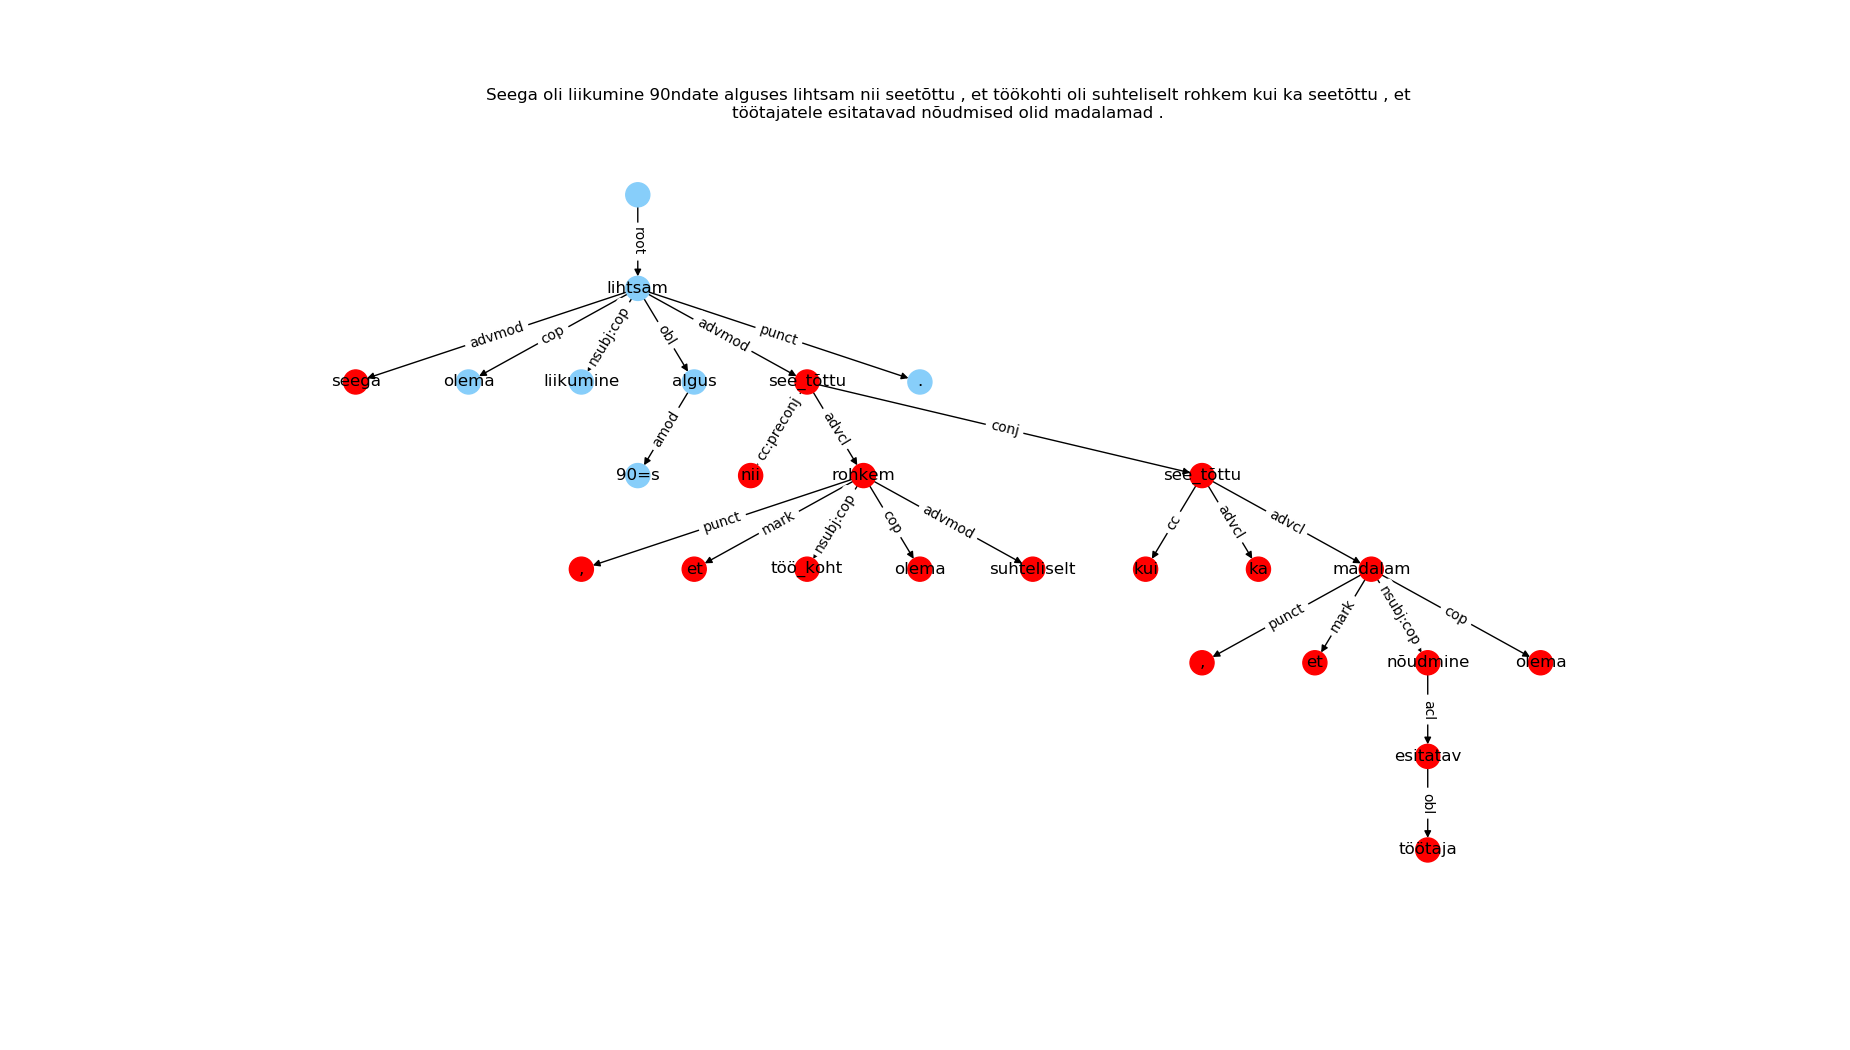 Seega oli liikumine 90ndate alguses lihtsam nii seetõttu , et töökohti oli suhteliselt rohkem kui ka seetõttu , et
töötajatele esitatavad nõudmised olid madalamad .
root
lihtsam
advmod cop nsubj:cop obl advmod punct
seega olema liikumine algus see_tõttu .
amod cc:preconj advcl conj
90=s nii rohkem see_tõttu
punct mark nsubj:cop cop advmod cc advcl advcl
, et töö_koht olema suhteliselt kui ka madalam
punct mark nsubj:cop cop
, et nõudmine olema
acl
esitatav
obl
töötaja